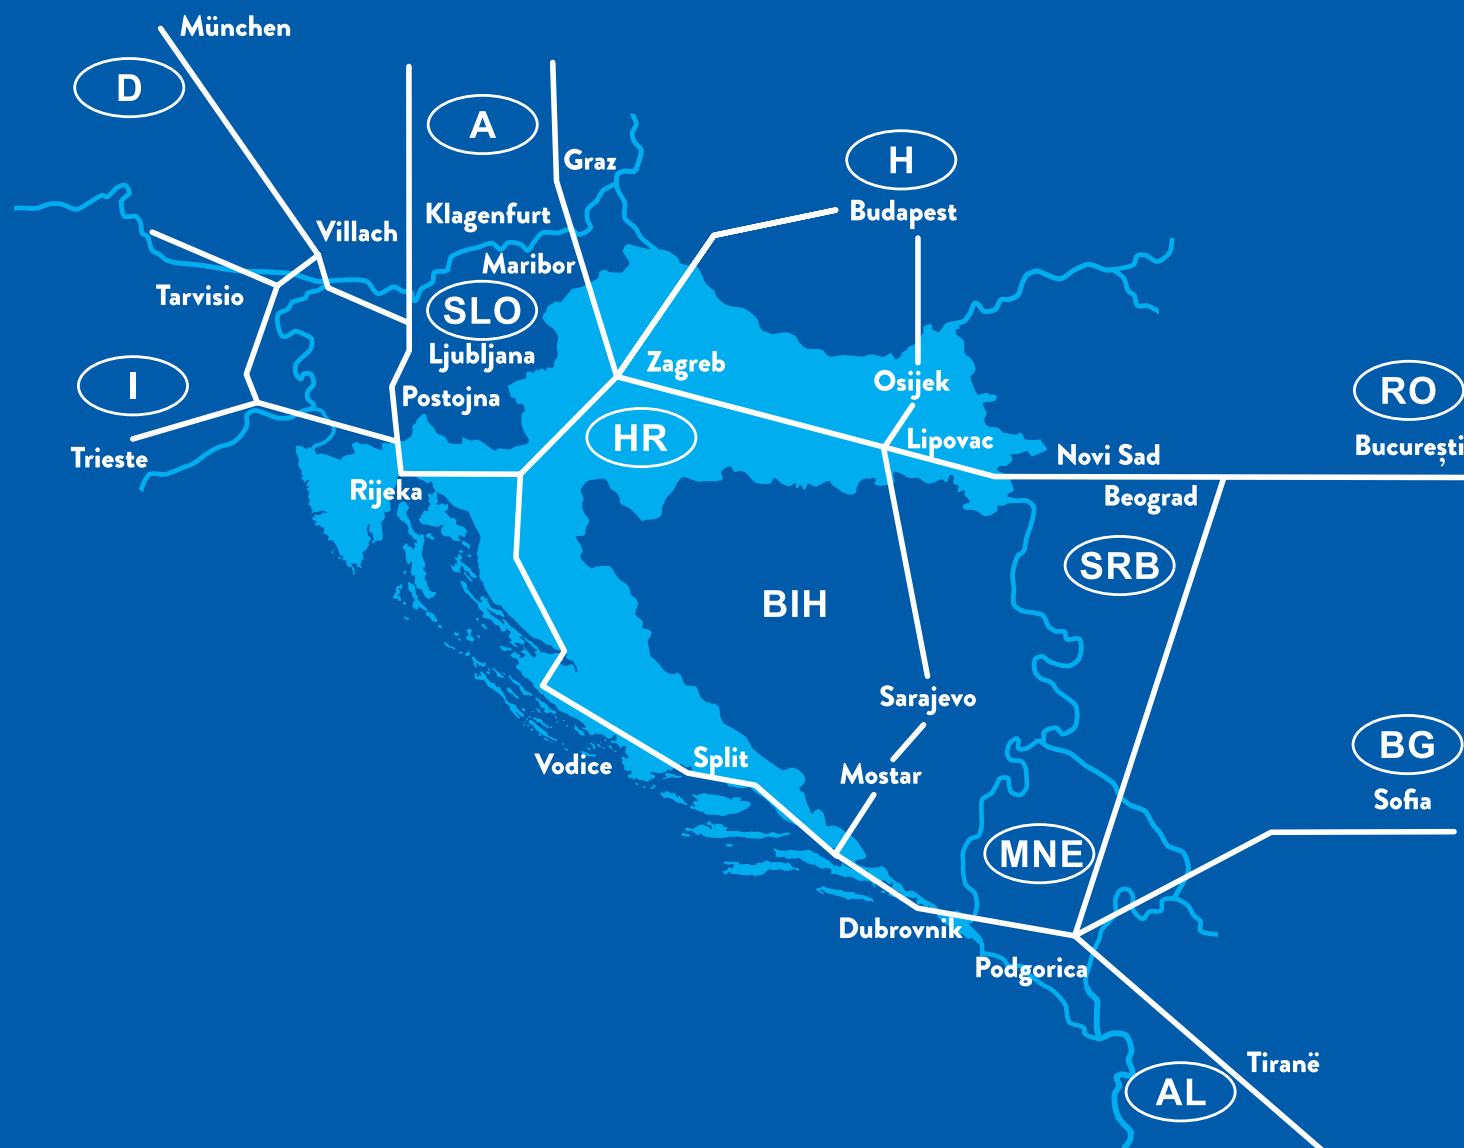 München
D
A
Graz
H
Budapest
Klagenfurt
Villach
Maribor
Tarvisio
SLO
Ljubljana
Zagreb
Osijek
I
Postojna
RO
HR
Lipovac
București
Trieste
Novi Sad
Rijeka
Beograd
SRB
BIH
Sarajevo
BG
Split
Vodice
Mostar
Sofia
MNE
Dubrovnik
Podgorica
Tiranë
AL